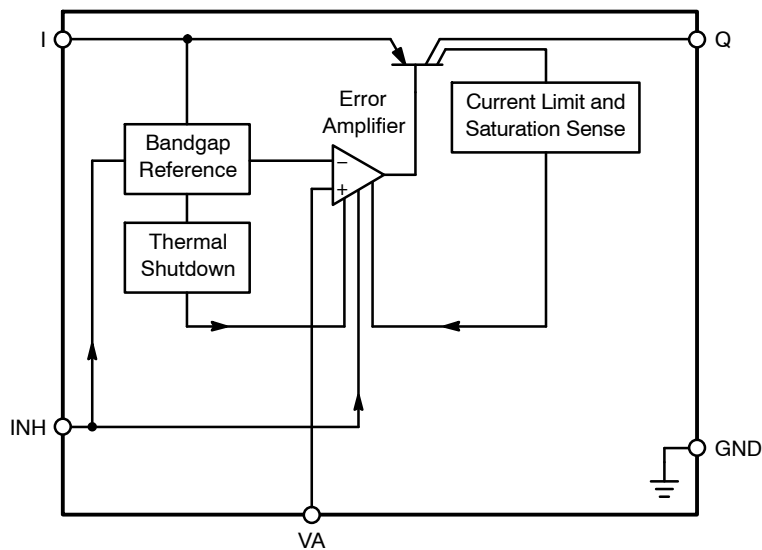 I
Q
Error
Amplifier
Current Limit and
Saturation Sense
Bandgap
Reference
−
+
Thermal
Shutdown
INH
GND
VA